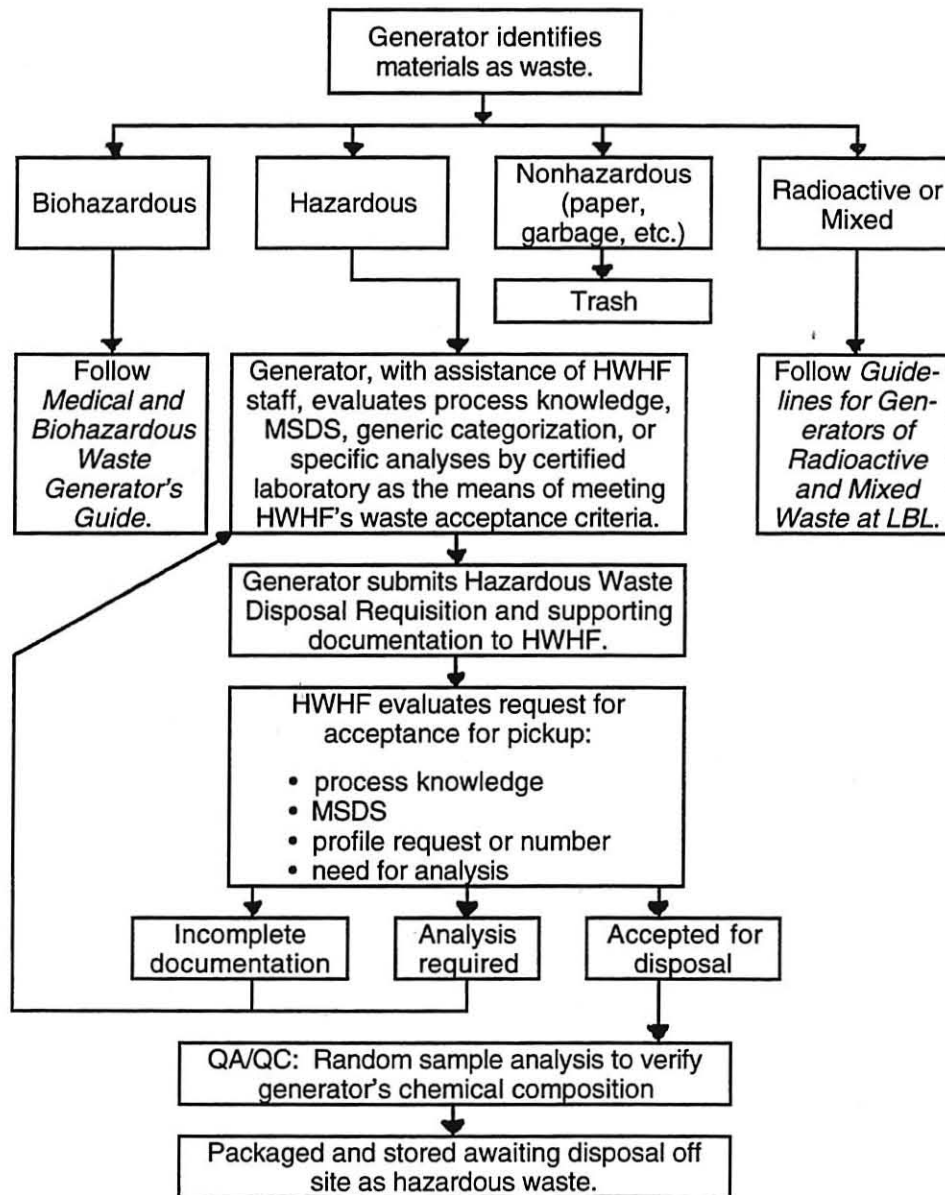 Generator identifies
materials as waste.
Biohazardous
Hazardous
Nonhazardous
(paper,
garbage, etc.)
Radioactive or
Mixed
Trash
Follow
Medical and
Biohazardous
Waste
Generator's
Guide.
Generator, with assistance of HWHF
staff, evaluates process knowledge,
MSDS, generic categorization, or
specific analyses by certified
laboratory as the means of meeting
HWHF's waste acceptance criteria.
Follow Guide-
lines for Gen-
erators of
Radioactive
and Mixed
Waste at LBL.
Generator submits Hazardous Waste
Disposal Requisition and supporting
documentation to HWHF.
HWHF evaluates request for
acceptance for pickup:
• process knowledge
• MSDS
• profile request or number
• need for analysis
Incomplete
documentation
Analysis
required
Accepted for
disposal
QA/QC: Random sample analysis to verify
generator's chemical composition
Packaged and stored awaiting disposal off
site as hazardous waste.